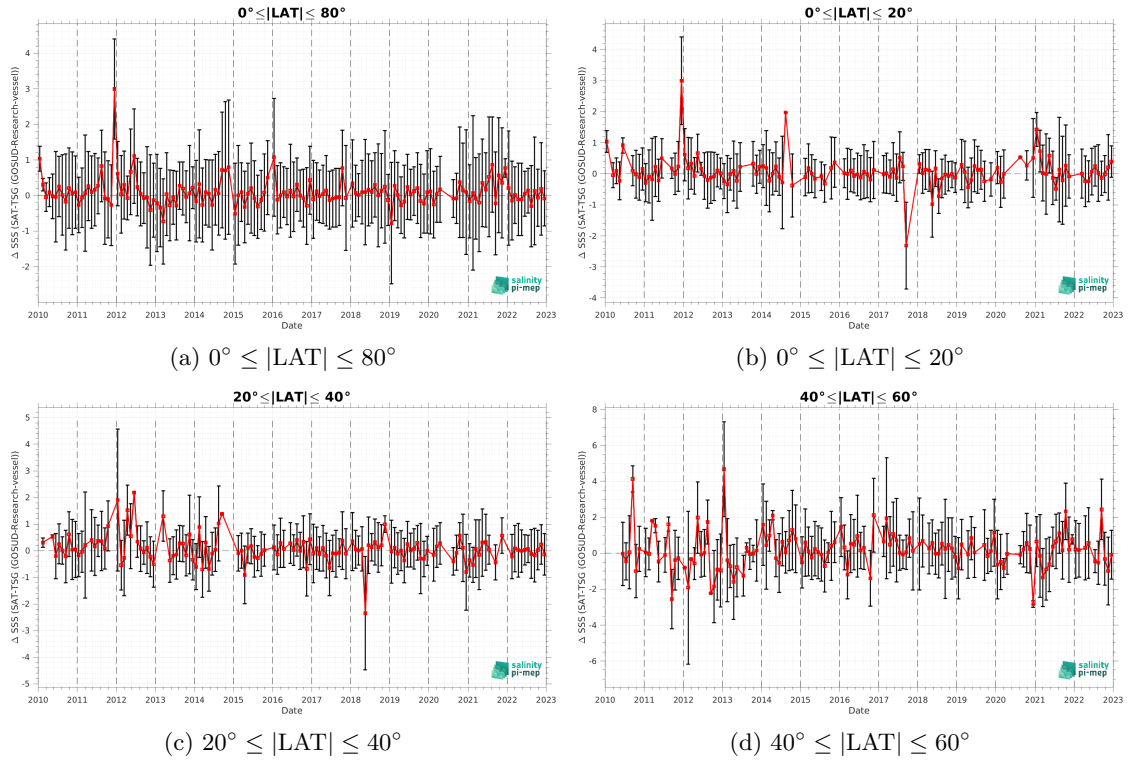 0°≤|LAT|≤ 80°
Δ SSS (SAT-TSG (GOSUD-Research-vessel))
4
3
2
1
0
-1
-2
2010 2011 2012 2013 2014 2015 2016 2017 2018 2019 2020 2021 2022 2023
Date
salinity
pi-mep
(a) 0° ≤ |LAT| ≤ 80°
0°≤|LAT|≤ 20°
Δ SSS (SAT-TSG (GOSUD-Research-vessel))
4
3
2
1
0
-1
-2
-3
-4
2010 2011 2012 2013 2014 2015 2016 2017 2018 2019 2020 2021 2022 2023
Date
salinity
pi-mep
(b) 0° ≤ |LAT| ≤ 20°
20°≤|LAT|≤ 40°
Δ SSS (SAT-TSG (GOSUD-Research-vessel))
5
4
3
2
1
0
-1
-2
-3
-4
-5
2010 2011 2012 2013 2014 2015 2016 2017 2018 2019 2020 2021 2022 2023
Date
salinity
pi-mep
(c) 20° ≤ |LAT| ≤ 40°
40°≤|LAT|≤ 60°
Δ SSS (SAT-TSG (GOSUD-Research-vessel))
8
6
4
2
0
-2
-4
-6
2010 2011 2012 2013 2014 2015 2016 2017 2018 2019 2020 2021 2022 2023
Date
salinity
pi-mep
(d) 40° ≤ |LAT| ≤ 60°